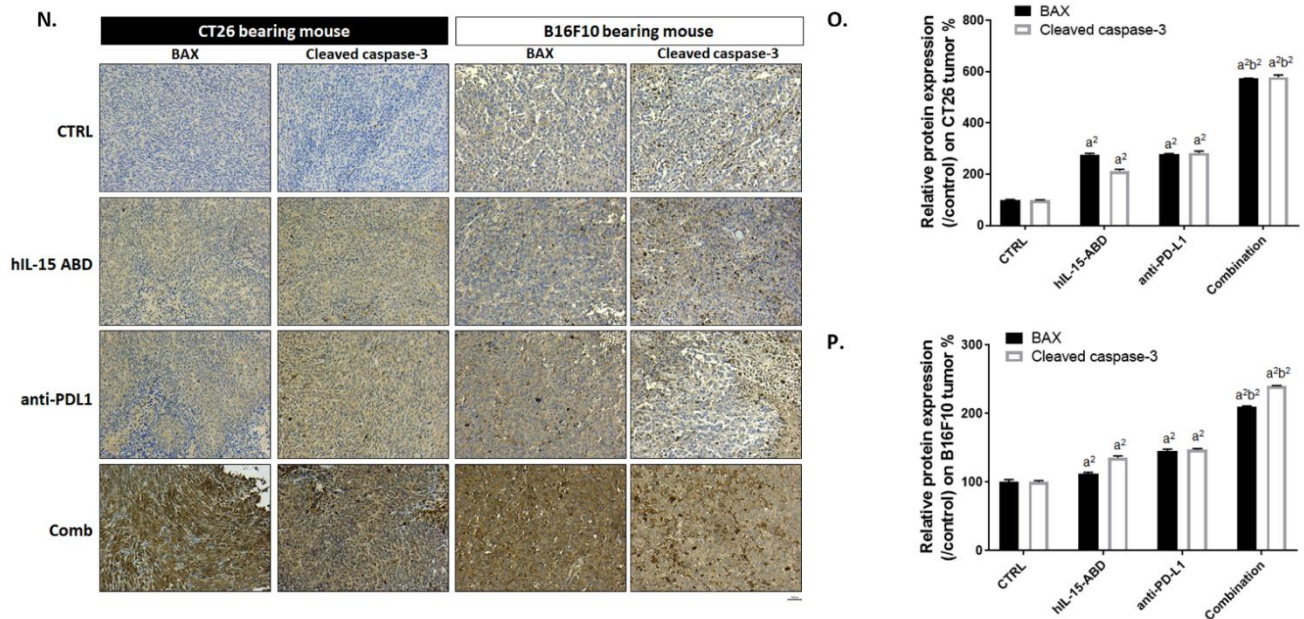 N.
CT26 bearing mouse
B16F10 bearing mouse
BAX
Cleaved caspase-3
BAX
Cleaved caspase-3
CTRL
hIL-15 ABD
anti-PDL1
Comb
O.
BAX
Cleaved caspase-3
Relative protein expression
(/control) on CT26 tumor %
800
600
400
200
0
a²
a²
a²
a²
a²b²
a²b²
CTRL
hIL-15-ABD
anti-PD-L1
Combination
P.
BAX
Cleaved caspase-3
Relative protein expression
(/control) on B16F10 tumor %
300
200
100
0
a²
a²
a²
a²
a²b²
a²b²
CTRL
hIL-15-ABD
anti-PD-L1
Combination